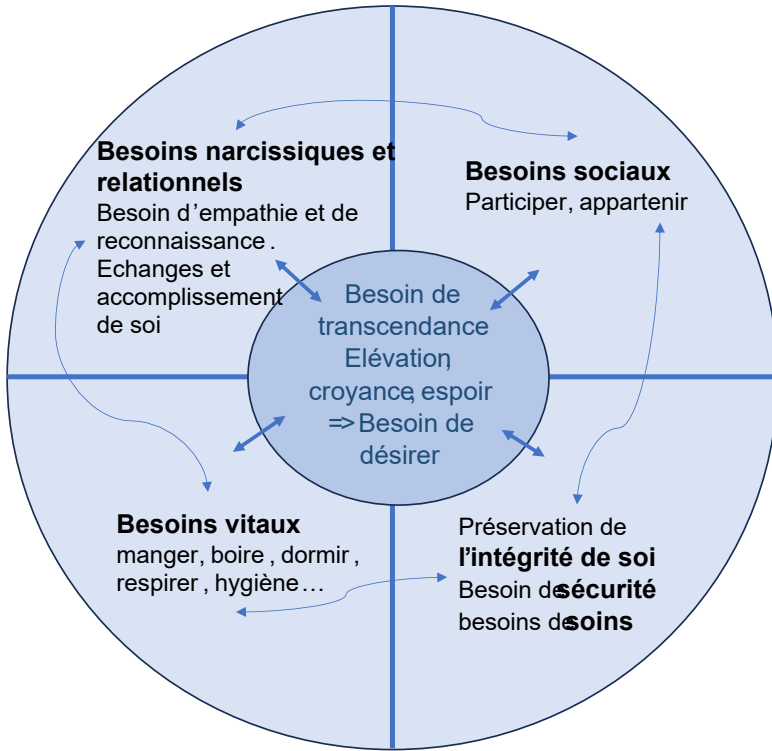 Besoins narcissiques et
relationnels
Besoin d'empathie et de
reconnaissance.
Echanges et
accomplissement
de soi
Besoins sociaux
Participer, appartenir
Besoin de
transcendance
Elévation,
croyance, espoir
=> Besoin de
désirer
Besoins vitaux
manger, boire, dormir,
respirer, hygiène...
Préservation de
l'intégrité de soi
Besoin de sécurité
besoins de soins